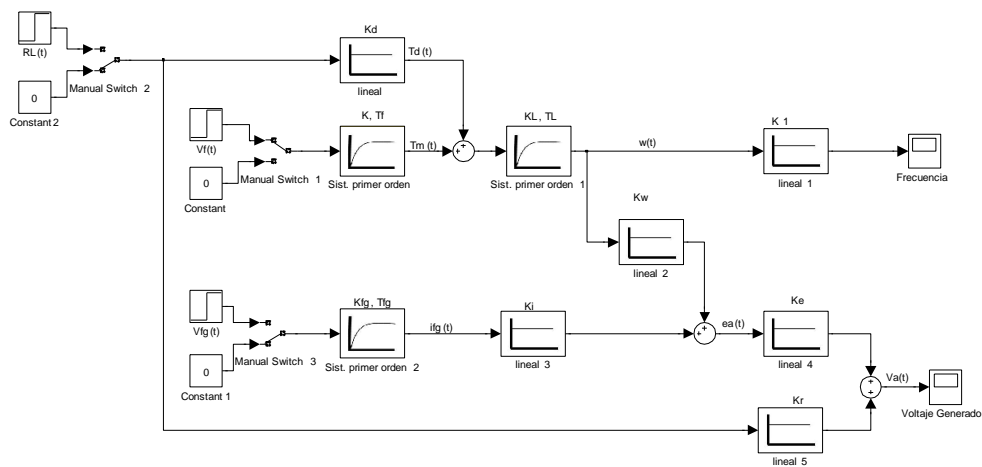 Kd
Td (t)
RL(t)
lineal
Manual Switch 2
0
Constant 2
K, Tf
KL , TL
K 1
Vf(t)
Tm (t)
w(t)
Manual Switch 1
Sist. primer orden
Sist. primer orden 1
lineal 1
Frecuencia
0
Constant
Kw
lineal 2
Kfg , Tfg
Ki
Ke
Vfg (t)
ifg (t)
ea(t)
Manual Switch 3
Sist. primer orden 2
lineal 3
lineal 4
0
Constant 1
Va(t)
Voltaje Generado
Kr
lineal 5